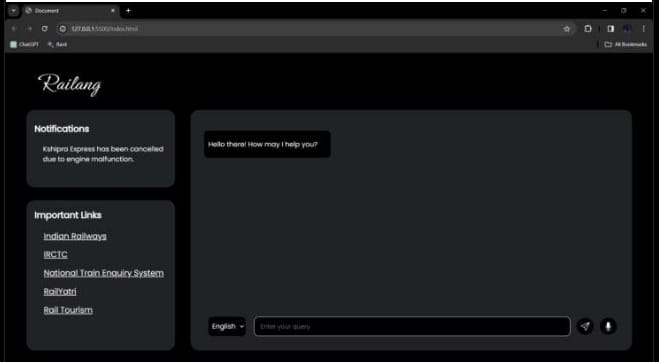 Document
127.0.0.1:5500/index.html
ChatGPT
Bard
All Bookmarks
Railang
Notifications
Kshipra Express has been cancelled
due to engine malfunction.
Important Links
Indian Railways
IRCTC
National Train Enquiry System
RailYatri
Rail Tourism
Hello there! How may I help you?
English
Enter your query